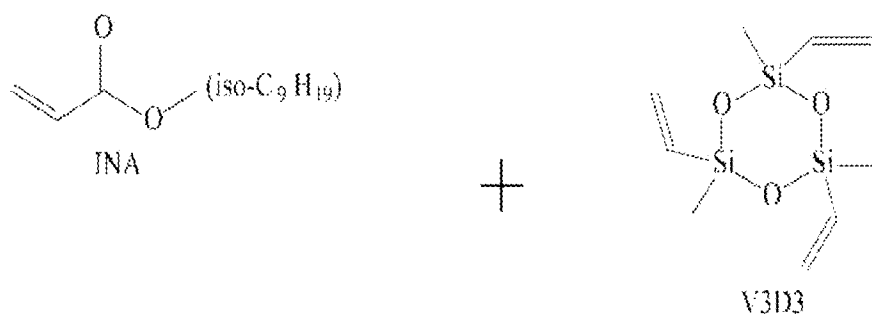 O
O
(iso-C9H19)
INA
+
Si
O
O
Si
Si
O
V3D3